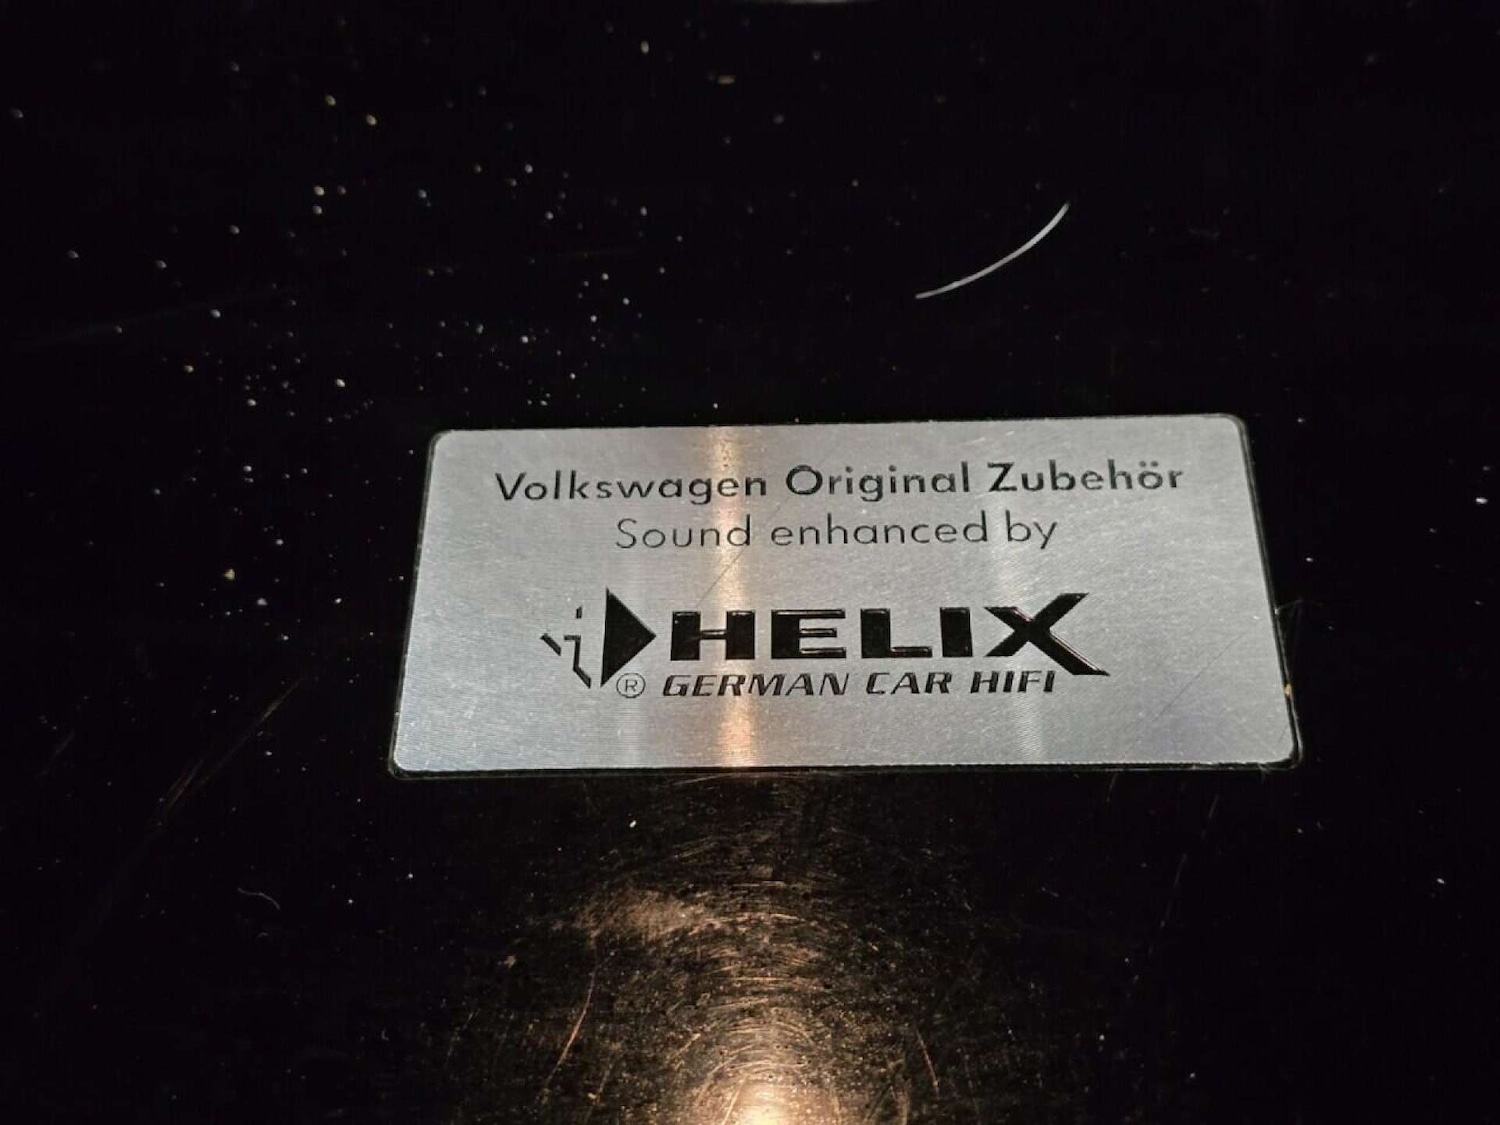 Volkswagen Original Zubehör
Sound enhanced by
HELIX
® GERMAN CAR HIFI